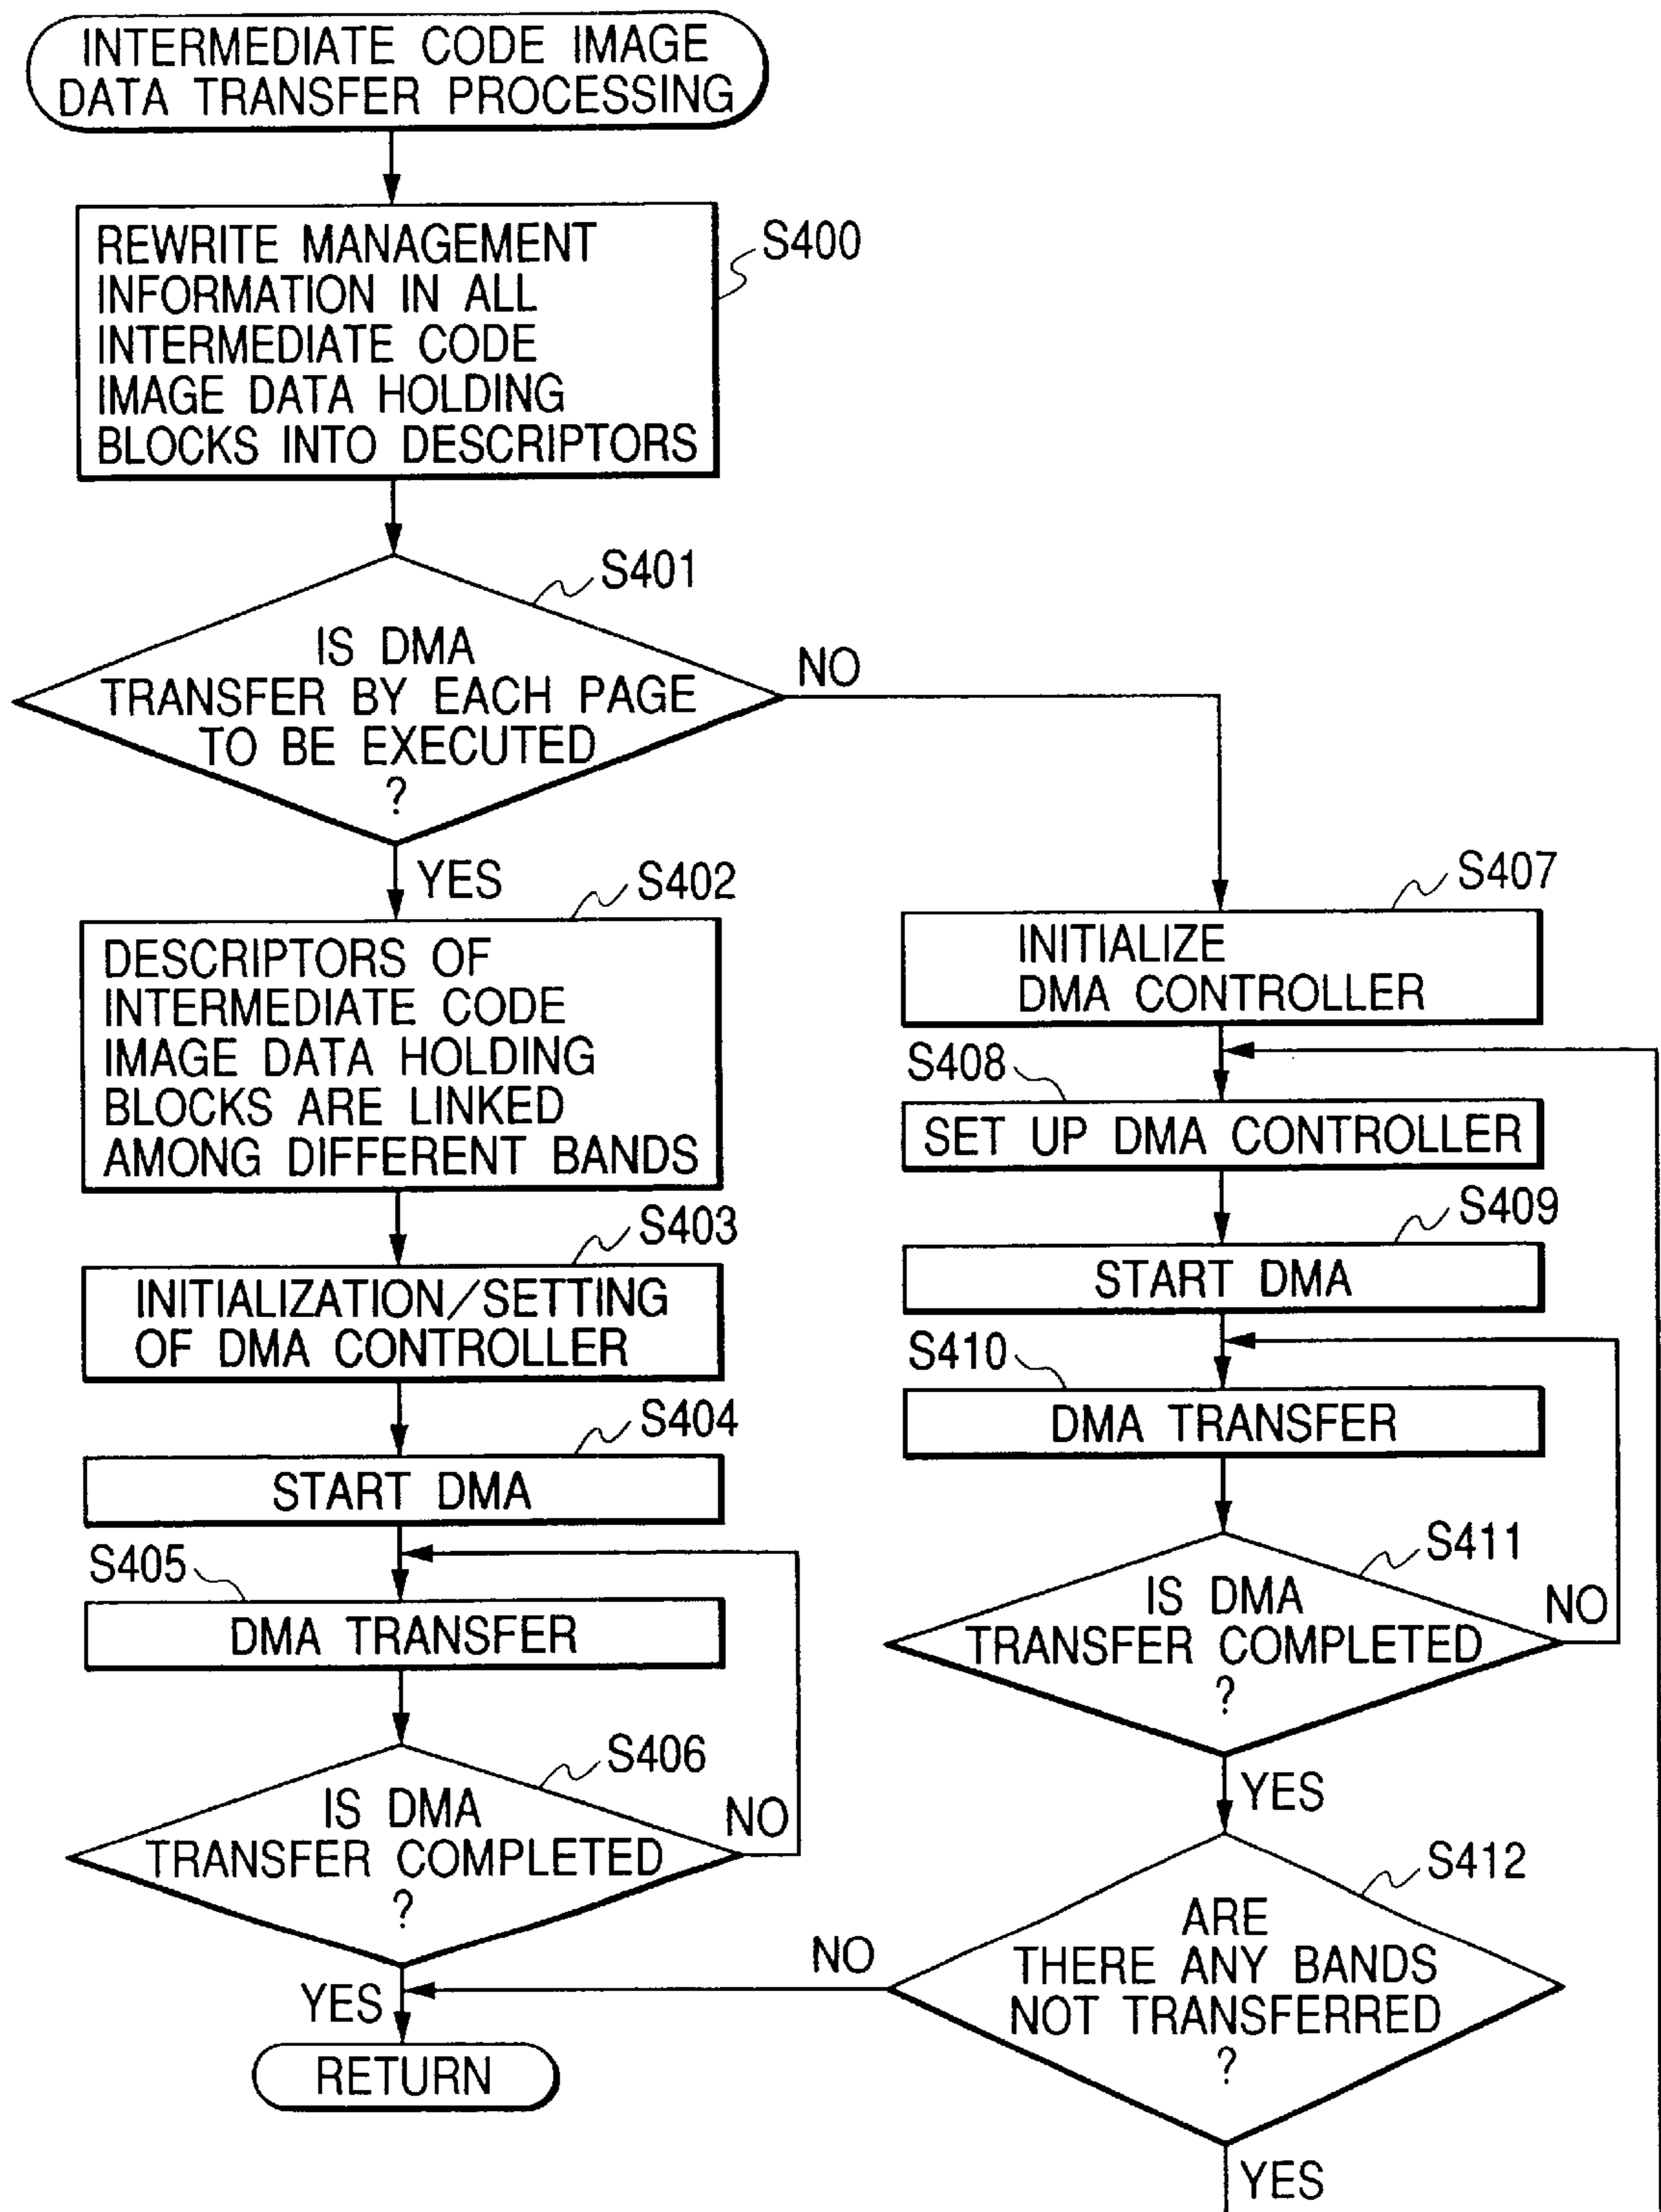 INTERMEDIATE CODE IMAGE
DATA TRANSFER PROCESSING
REWRITE MANAGEMENT
INFORMATION IN ALL
INTERMEDIATE CODE
IMAGE DATA HOLDING
BLOCKS INTO DESCRIPTORS
S400
S401
IS DMA
TRANSFER BY EACH PAGE
TO BE EXECUTED
?
NO
YES
S402
DESCRIPTORS OF
INTERMEDIATE CODE
IMAGE DATA HOLDING
BLOCKS ARE LINKED
AMONG DIFFERENT BANDS
S403
INITIALIZATION/SETTING
OF DMA CONTROLLER
S404
START DMA
S405
DMA TRANSFER
S406
IS DMA
TRANSFER COMPLETED
?
NO
YES
RETURN
S407
INITIALIZE
DMA CONTROLLER
S408
SET UP DMA CONTROLLER
S409
START DMA
S410
DMA TRANSFER
S411
IS DMA
TRANSFER COMPLETED
?
NO
YES
S412
ARE
THERE ANY BANDS
NOT TRANSFERRED
?
NO
YES